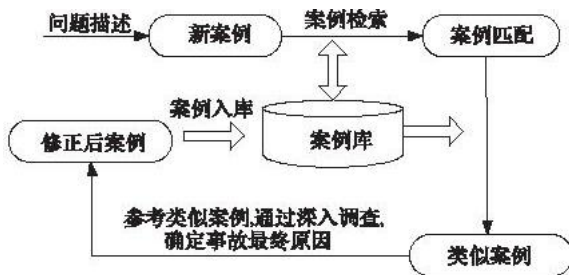 问题描述
新案例
案例检索
案例匹配
案例入库
修正后案例
案例库
参考类似案例,通过深入调查,
确定事故最终原因
类似案例